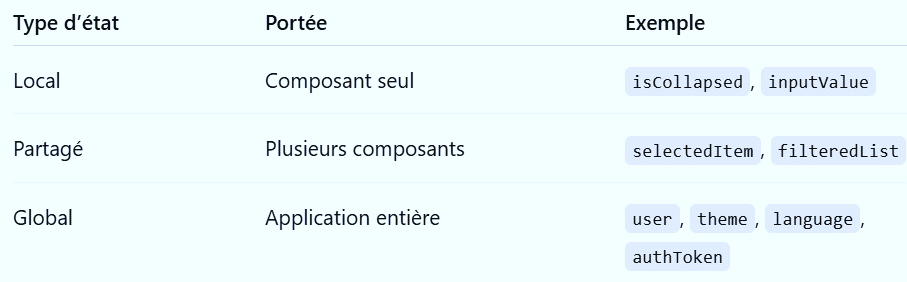 Type d’état Portée Exemple
Local Composant seul isCollapsed, inputValue
Partagé Plusieurs composants selectedItem, filteredList
Global Application entière user, theme, language,
authToken